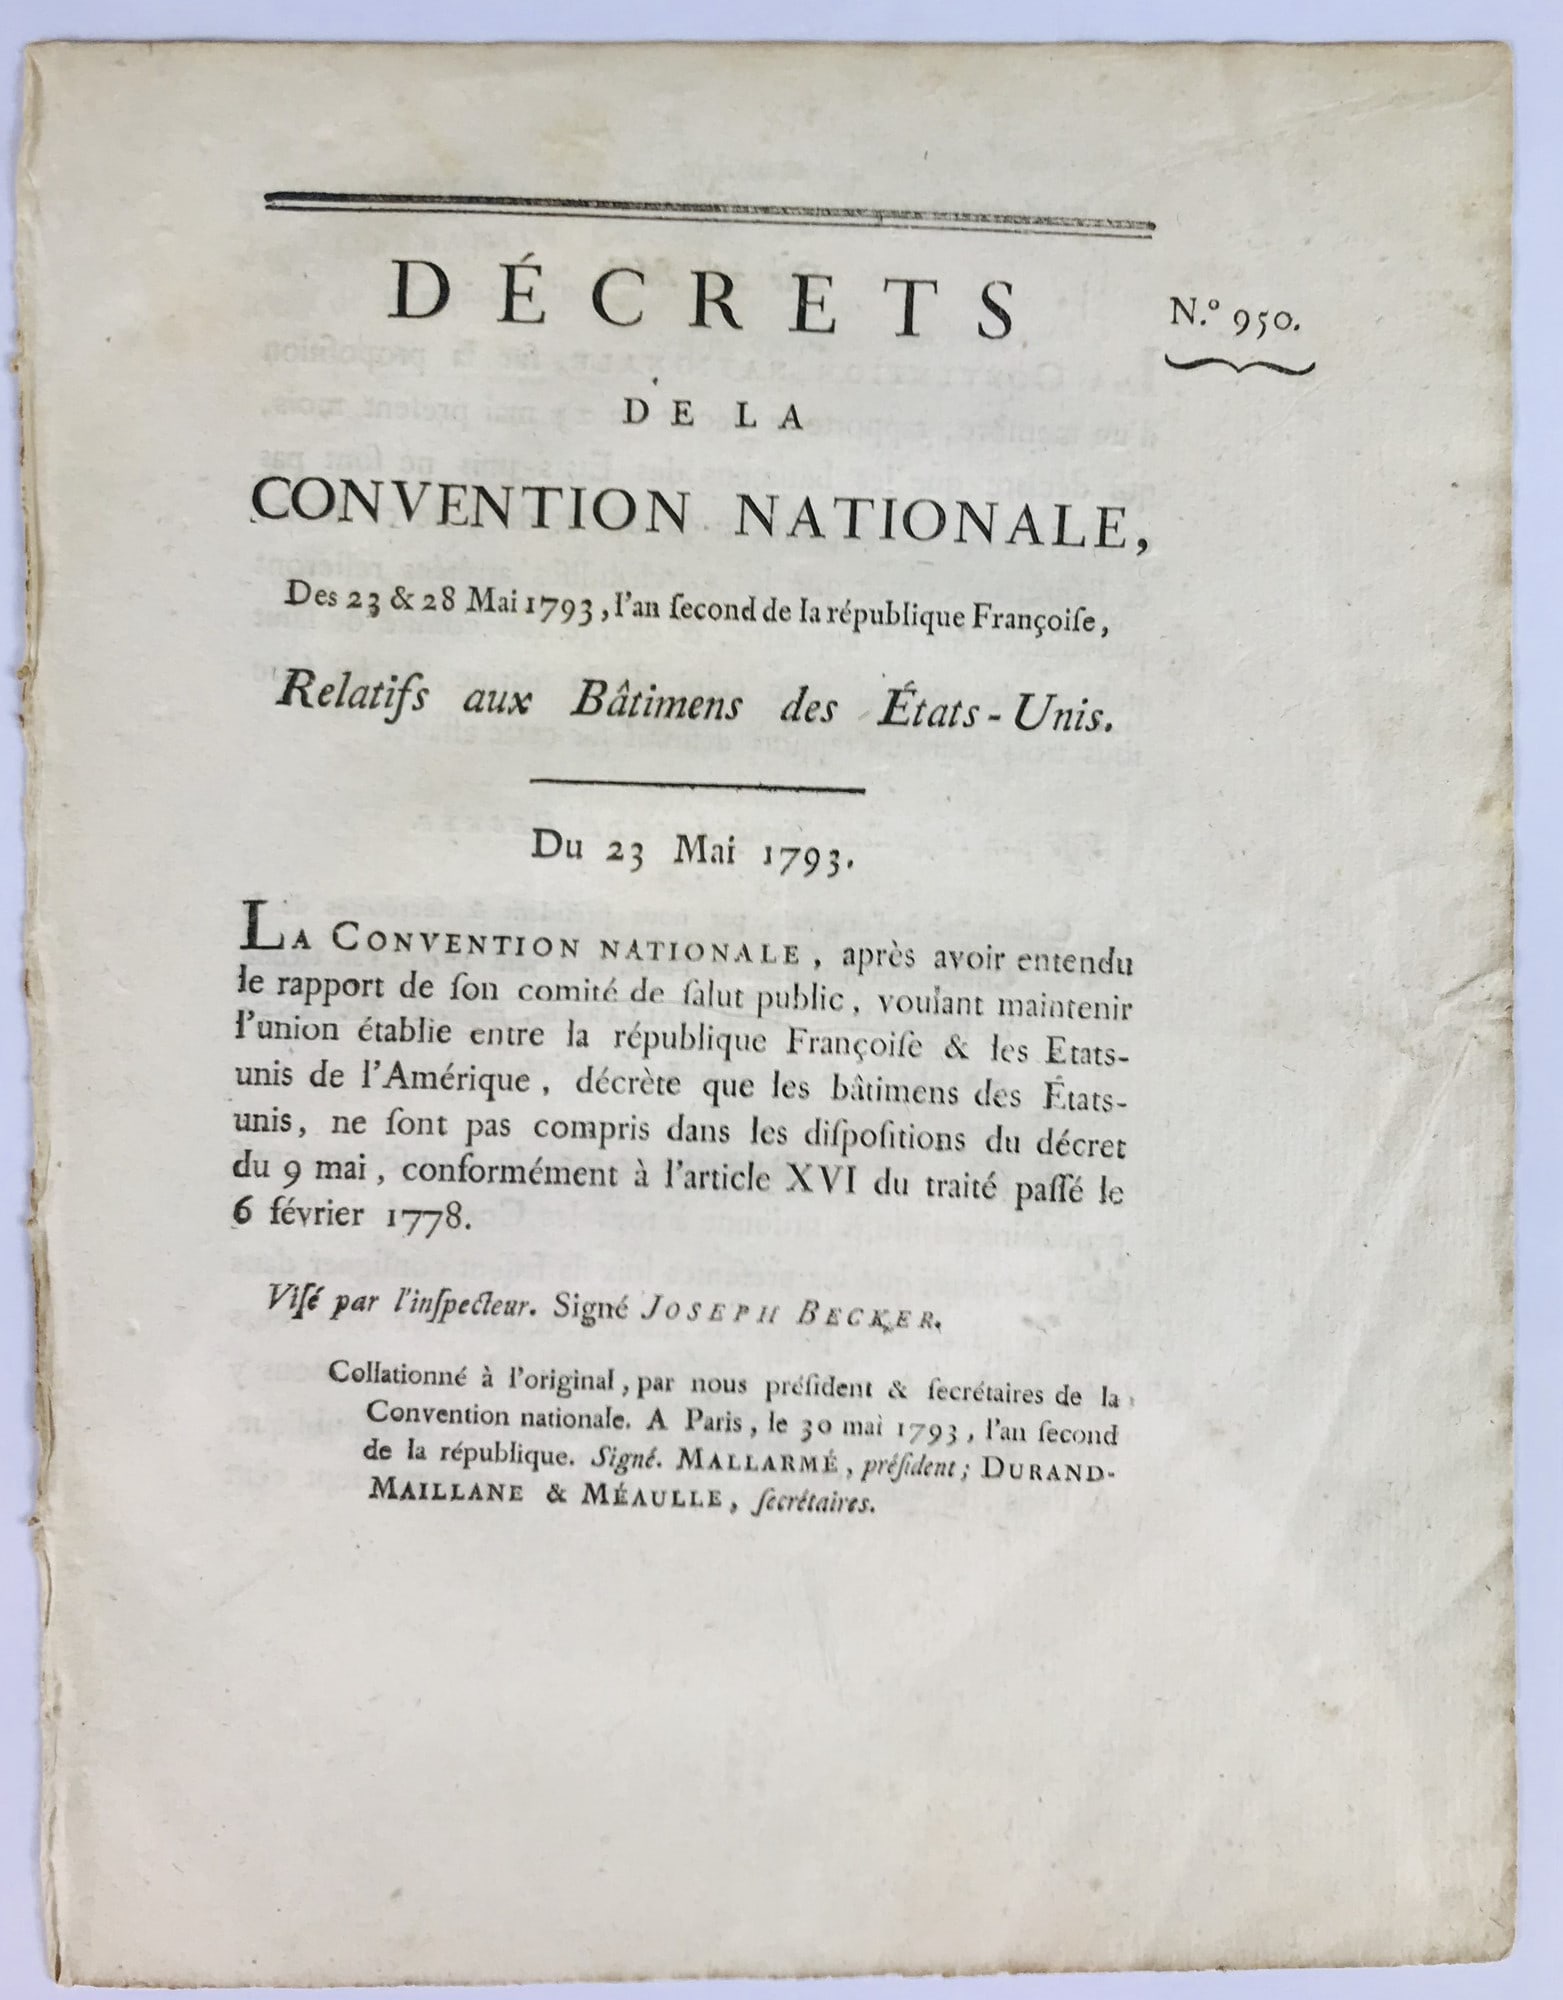 DÉCRETS
N.º 950.
DE LA
CONVENTION NATIONALE,
Des 23 & 28 Mai 1793, l'an ſecond de la république Françoiſe,
Relatifs aux Bâtimens des États-Unis.
Du 23 Mai 1793.
LA CONVENTION NATIONALE, après avoir entendu
le rapport de ſon comité de ſalut public, voulant maintenir
l'union établie entre la république Françoiſe & les Etats-
unis de l'Amérique, décrète que les bâtimens des États-
unis, ne ſont pas compris dans les diſpoſitions du décret
du 9 mai, conformément à l'article XVI du traité paſſé le
6 février 1778.
Viſé par l'inſpecteur. Signé JOSEPH BECKER.
Collationné à l'original, par nous préſident & ſecrétaires de la
Convention nationale. A Paris, le 30 mai 1793, l'an ſecond
de la république. Signé. MALLARMÉ, préſident; DURAND-
MAILLANE & MÉAULLE, ſecrétaires.